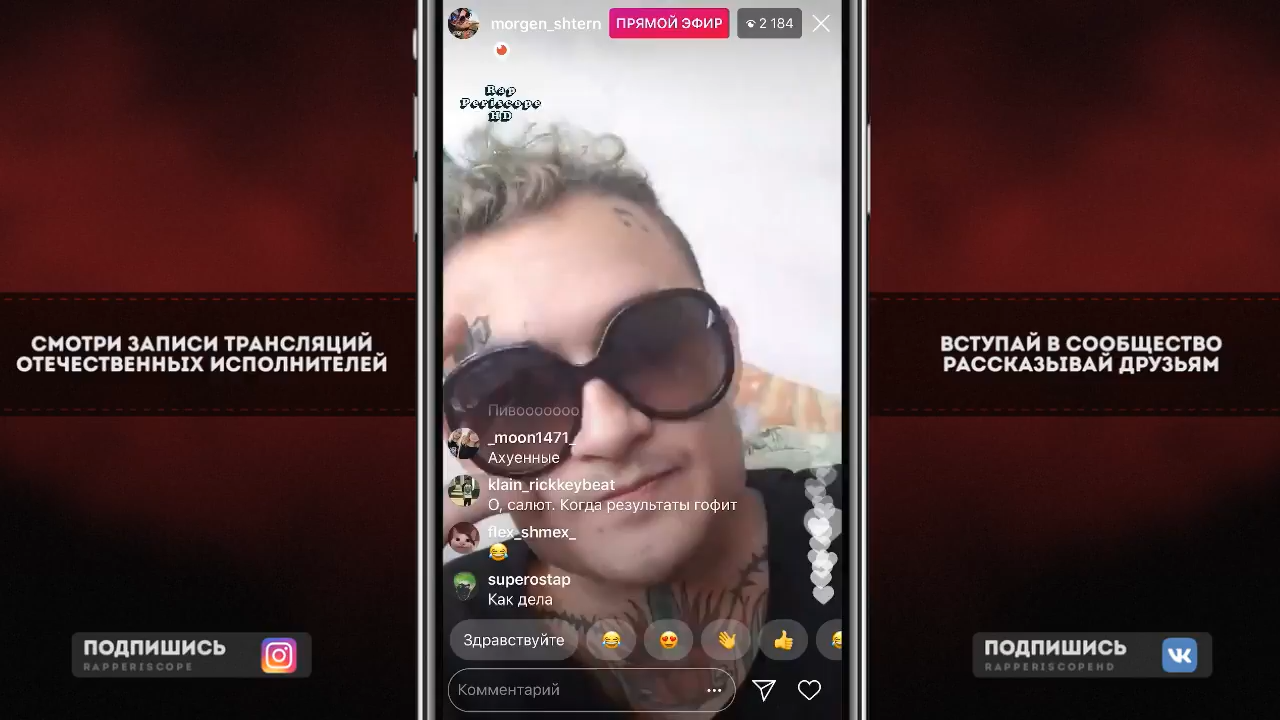 morgen_shtern
ПРЯМОЙ ЭФИР
2 184
Rap
Periscope
HD
СМОТРИ ЗАПИСИ ТРАНСЛЯЦИЙ
ОТЕЧЕСТВЕННЫХ ИСПОЛНИТЕЛЕЙ
ВСТУПАЙ В СООБЩЕСТВО
РАССКАЗЫВАЙ ДРУЗЬЯМ
Пивооооооо
_moon1471_
Ахуенные
klain_rickkeybeat
О, салют. Когда результаты гофит
flex_shmex_
superostap
Как дела
Здравствуйте
Комментарий
ПОДПИШИСЬ
RAPPERISCOPE
ПОДПИШИСЬ
RAPPERISCOPEHD